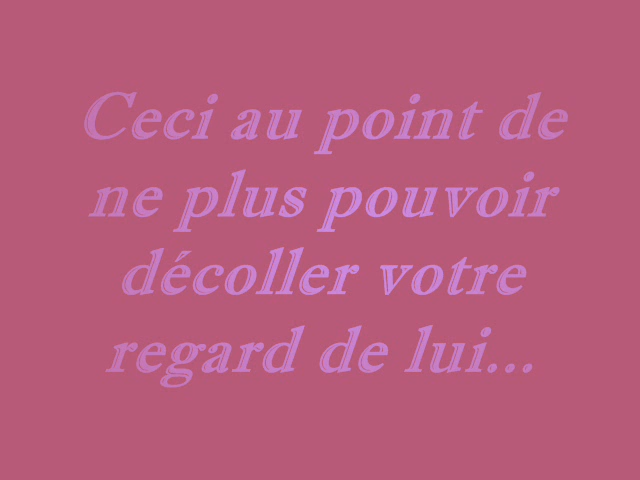 Ceci au point de
ne plus pouvoir
décoller votre
regard de lui...